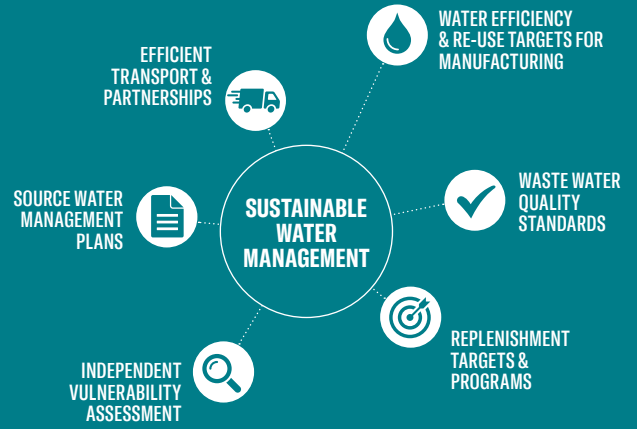 WATER EFFICIENCY
& RE-USE TARGETS FOR
MANUFACTURING
EFFICIENT
TRANSPORT &
PARTNERSHIPS
SOURCE WATER
MANAGEMENT
PLANS
SUSTAINABLE
WATER
MANAGEMENT
WASTE WATER
QUALITY
STANDARDS
REPLENISHMENT
TARGETS &
PROGRAMS
INDEPENDENT
VULNERABILITY
ASSESSMENT